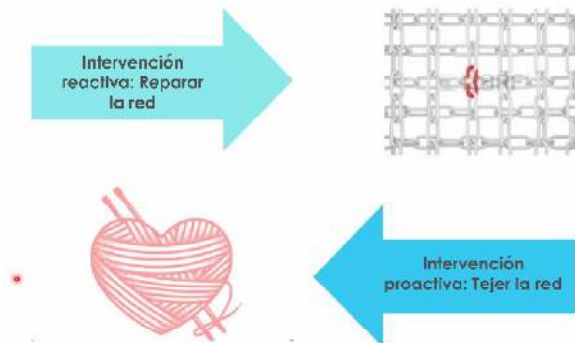 Intervención
reactiva: Reparar
la red
Intervención
proactiva: Tejer la red